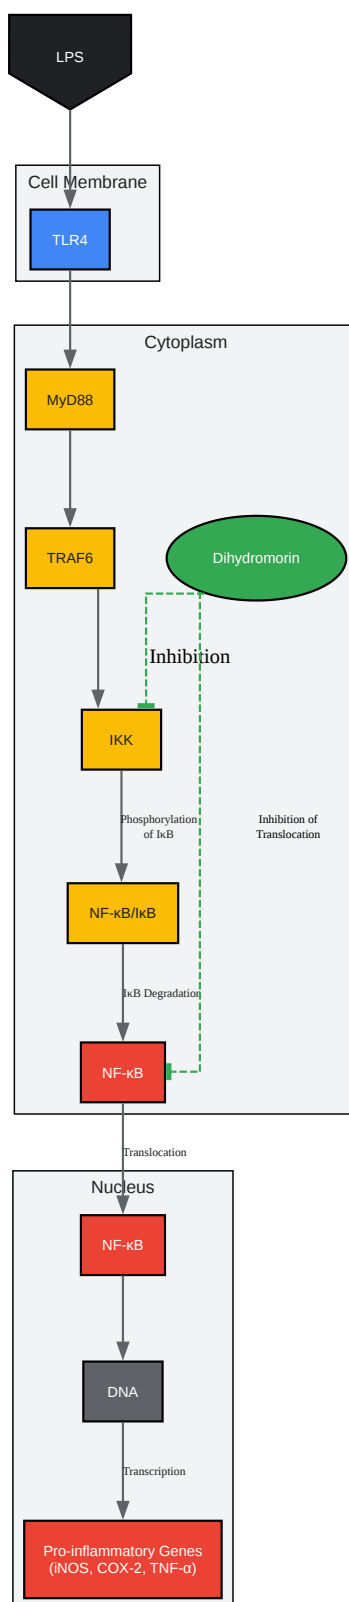 LPS
Cell Membrane
TLR4
Cytoplasm
MyD88
TRAF6
Dihydromorin
Inhibition
IKK
Phosphorylation
of IκB
Inhibition of
Translocation
NF-κB/IκB
IκB Degradation
NF-κB
Translocation
Nucleus
NF-κB
DNA
Transcription
Pro-inflammatory Genes
(iNOS, COX-2, TNF-α)